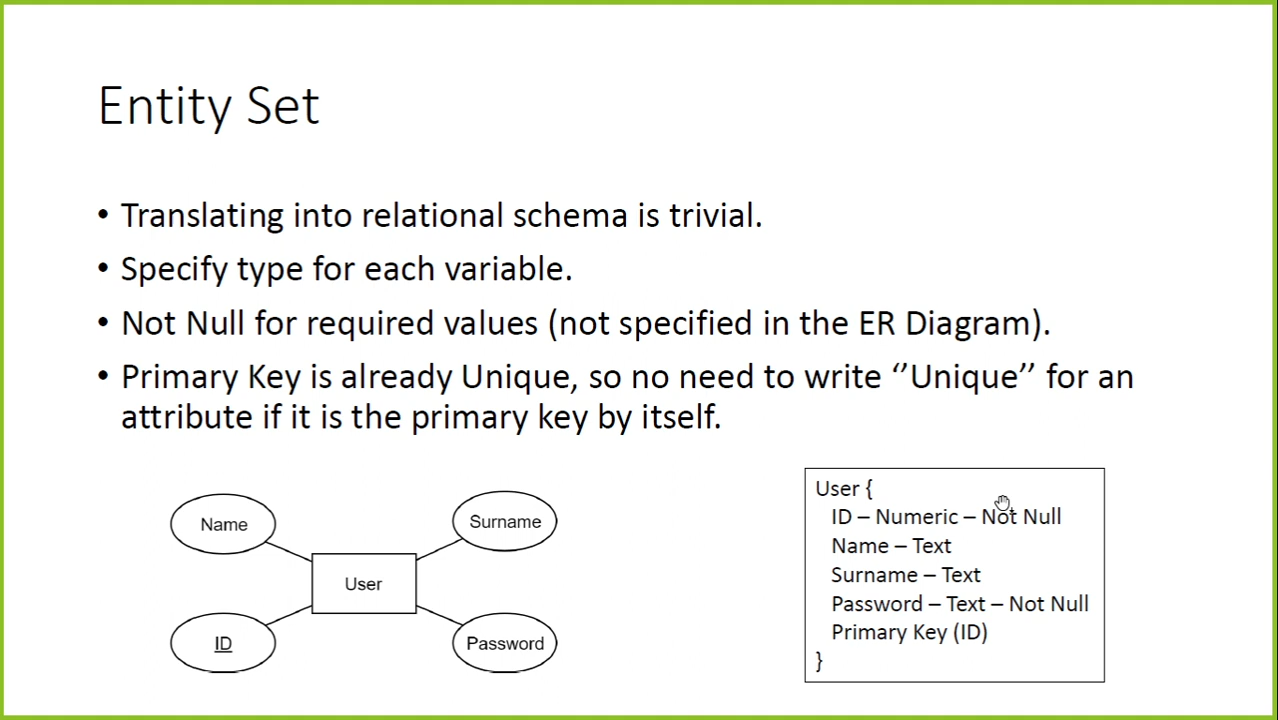 Entity Set
• Translating into relational schema is trivial.
• Specify type for each variable.
• Not Null for required values (not specified in the ER Diagram).
• Primary Key is already Unique, so no need to write ‘’Unique’’ for an
attribute if it is the primary key by itself.
Name
Surname
User
ID
Password
User {
ID – Numeric – Not Null
Name – Text
Surname – Text
Password – Text – Not Null
Primary Key (ID)
}